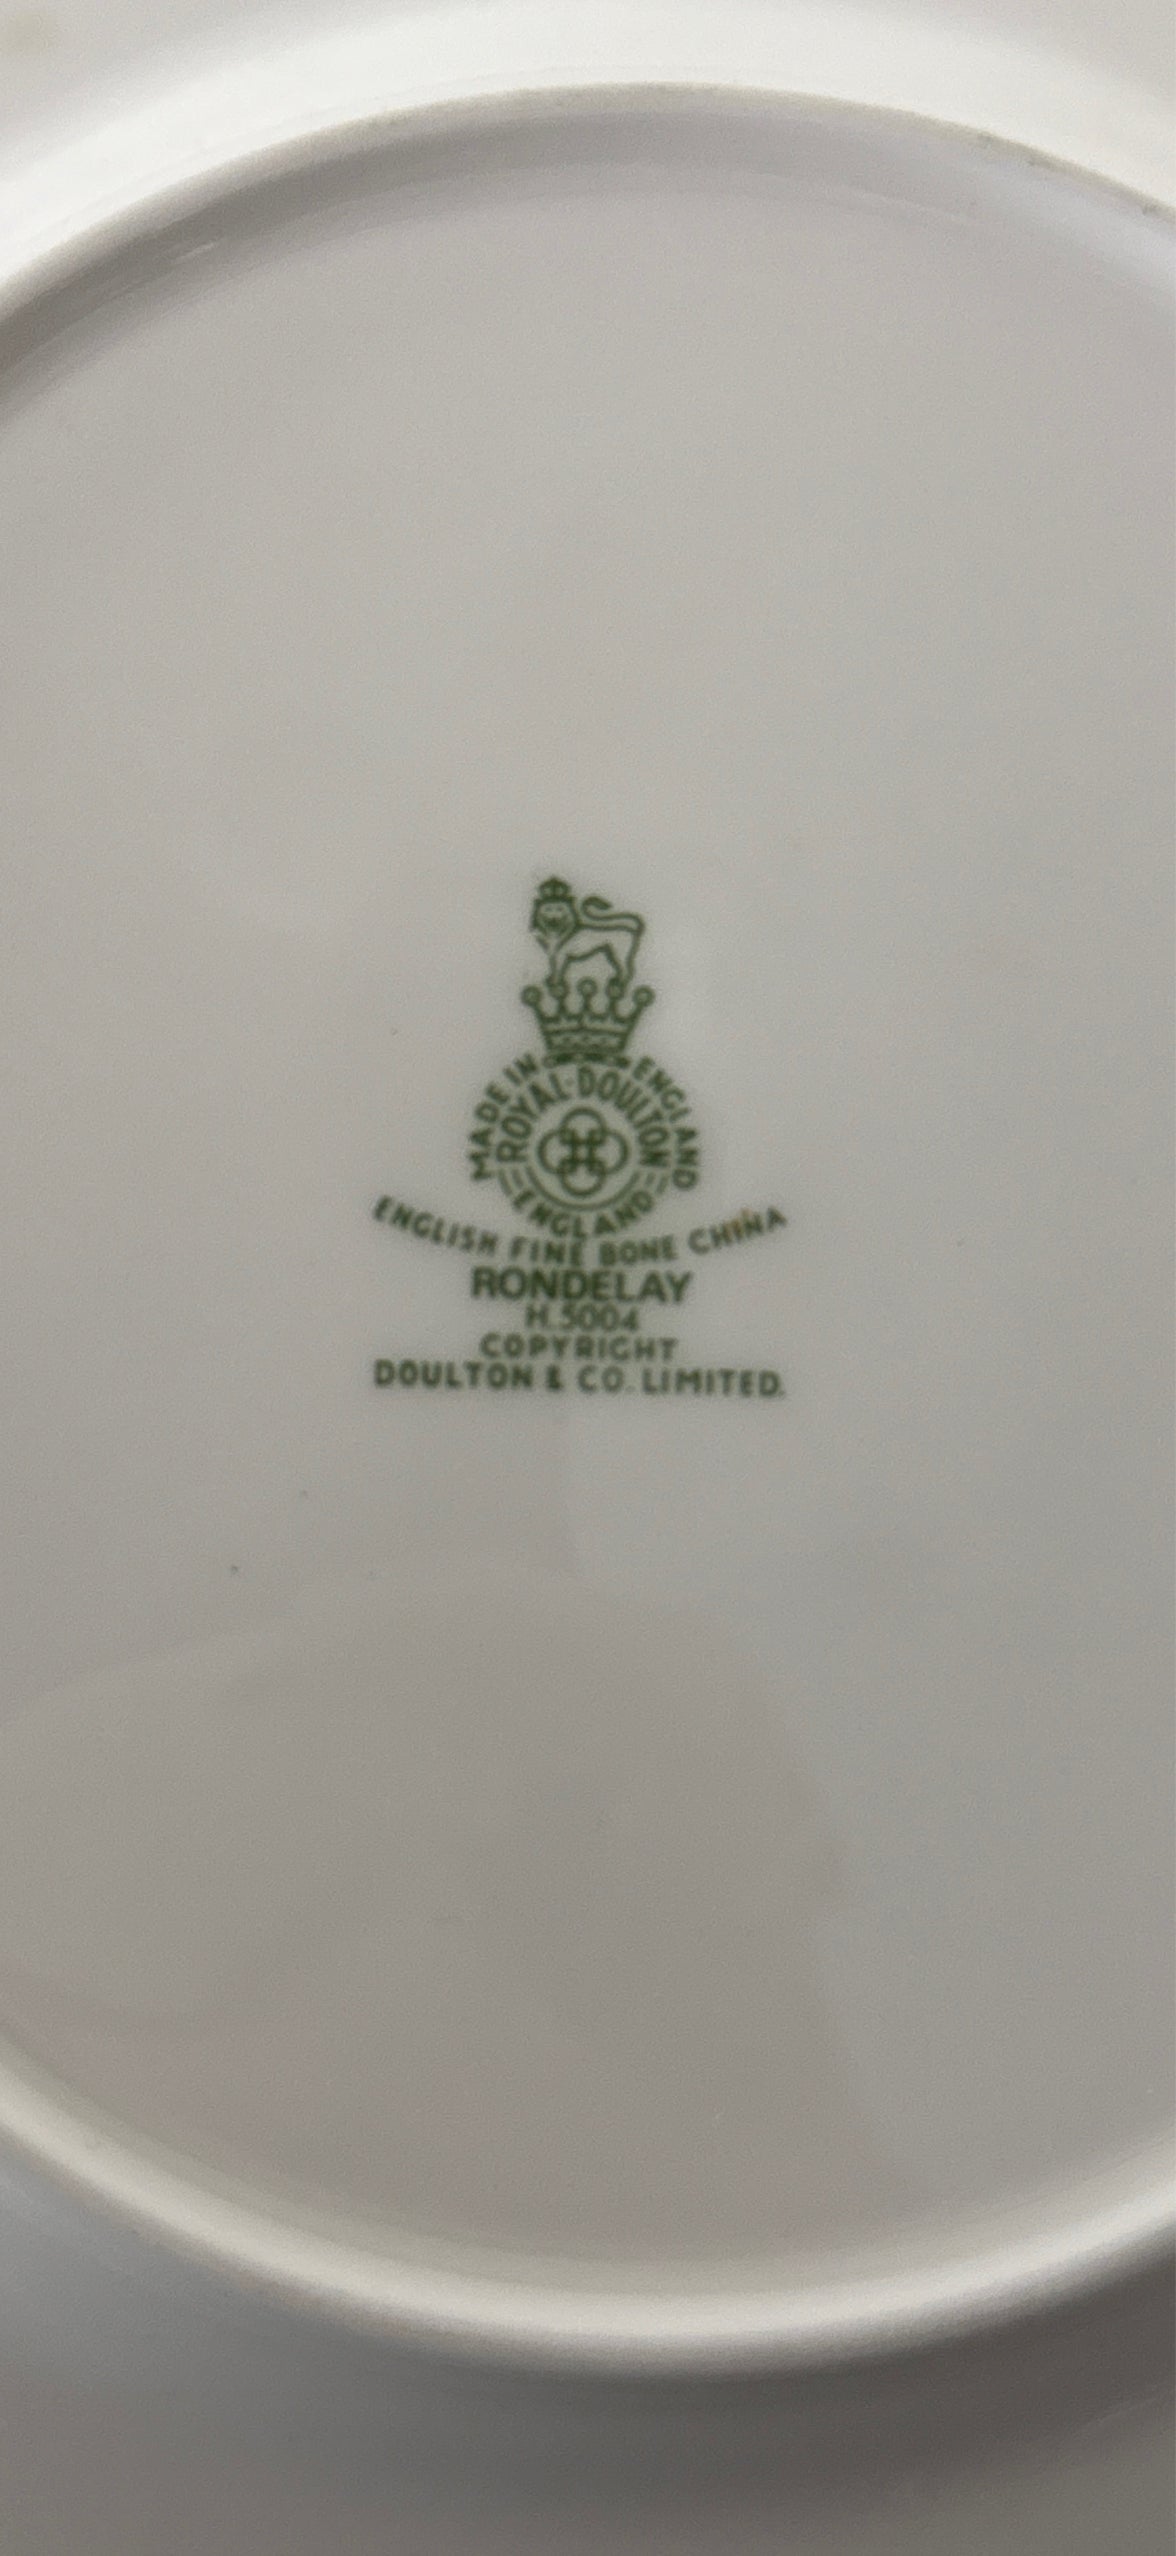 MADE IN ENGLAND
ROYAL·DOULTON
ENGLAND
ENGLISH FINE BONE CHINA
RONDELAY
H.5004
COPYRIGHT
DOULTON & CO. LIMITED.